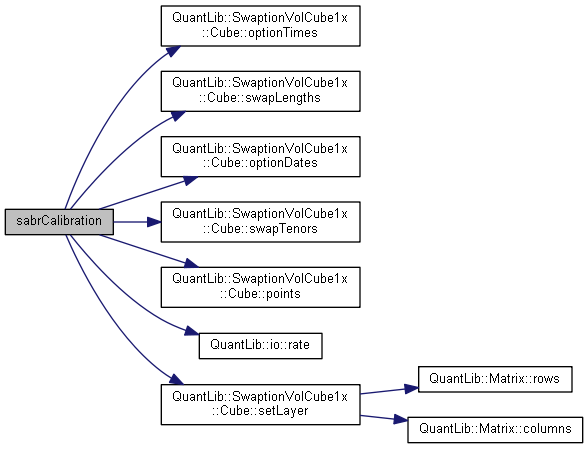 QuantLib::SwaptionVolCube1x
::Cube::optionTimes
QuantLib::SwaptionVolCube1x
::Cube::swapLengths
QuantLib::SwaptionVolCube1x
::Cube::optionDates
sabrCalibration
QuantLib::SwaptionVolCube1x
::Cube::swapTenors
QuantLib::SwaptionVolCube1x
::Cube::points
QuantLib::io::rate
QuantLib::SwaptionVolCube1x
::Cube::setLayer
QuantLib::Matrix::rows
QuantLib::Matrix::columns